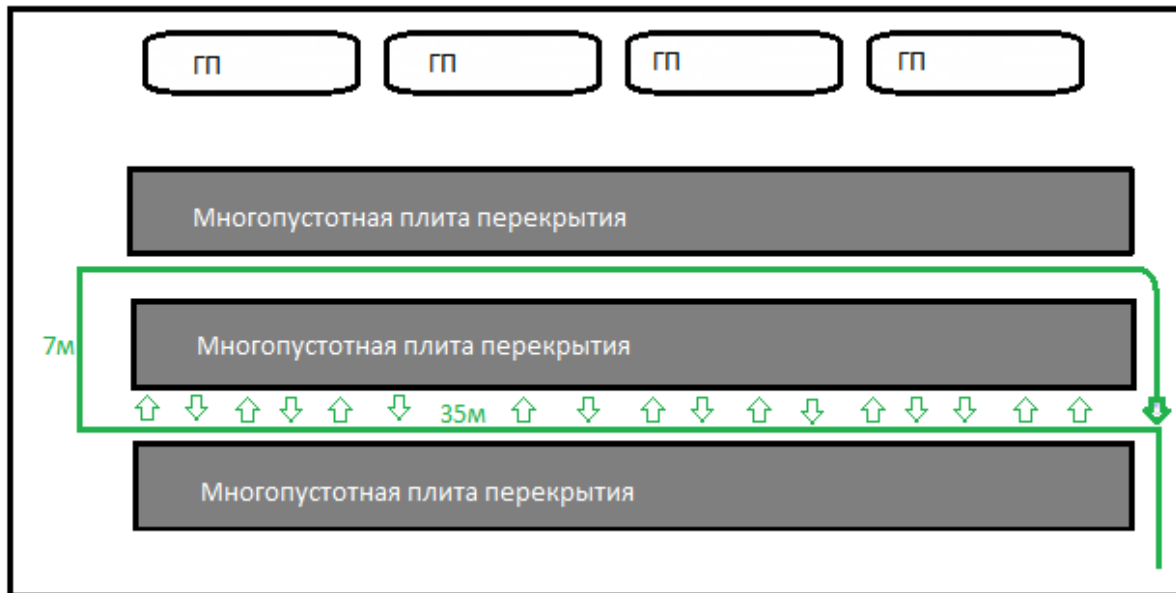 ГП
ГП
ГП
ГП
Многопустотная плита перекрытия
7м
Многопустотная плита перекрытия
35м
Многопустотная плита перекрытия